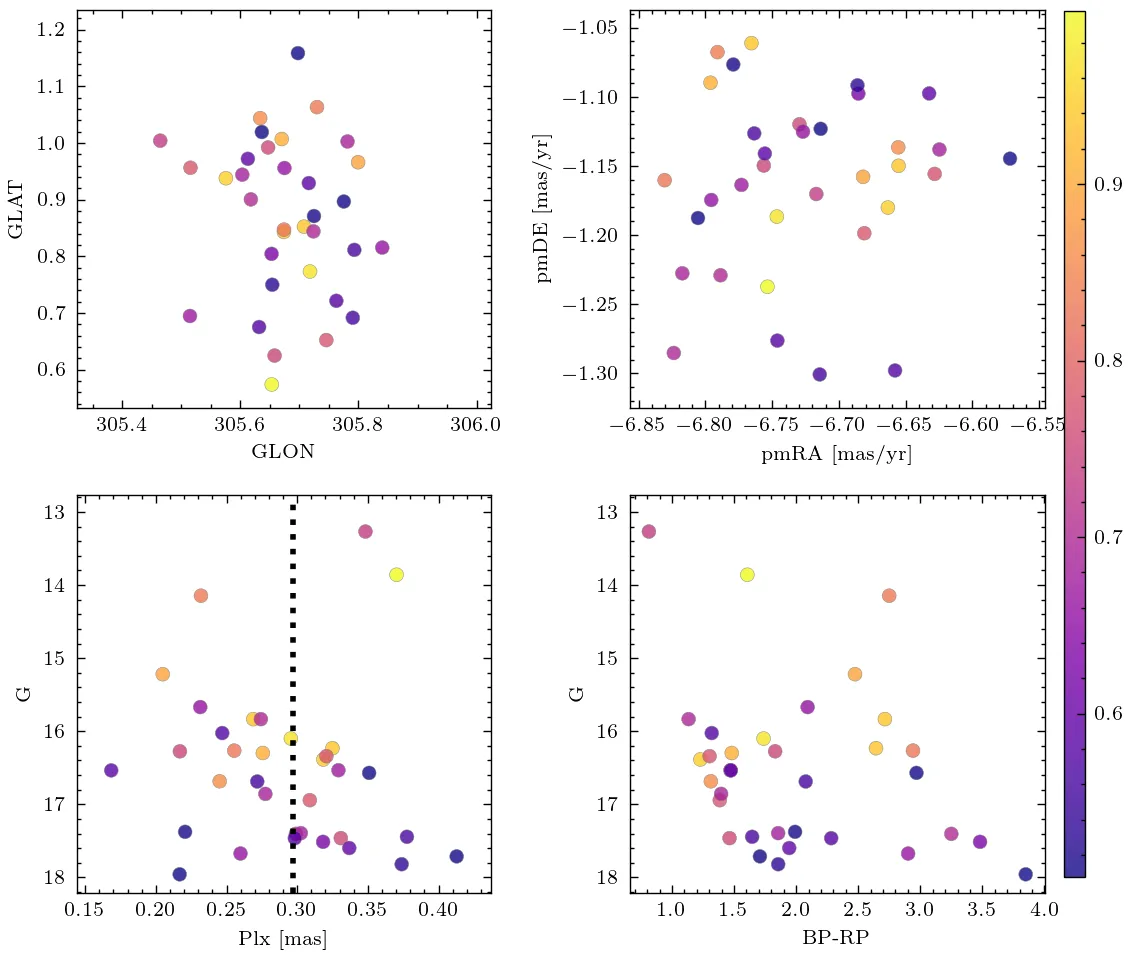 1.2
1.1
1.0
0.9
0.8
0.7
0.6
GLAT
305.4 305.6 305.8 306.0
GLON
−1.05
−1.10
−1.15
−1.20
−1.25
−1.30
pmDE [mas/yr]
−6.85 −6.80 −6.75 −6.70 −6.65 −6.60 −6.55
pmRA [mas/yr]
0.9
0.8
0.7
0.6
13
14
15
16
17
18
G
0.15 0.20 0.25 0.30 0.35 0.40
Plx [mas]
13
14
15
16
17
18
G
1.0 1.5 2.0 2.5 3.0 3.5 4.0
BP-RP